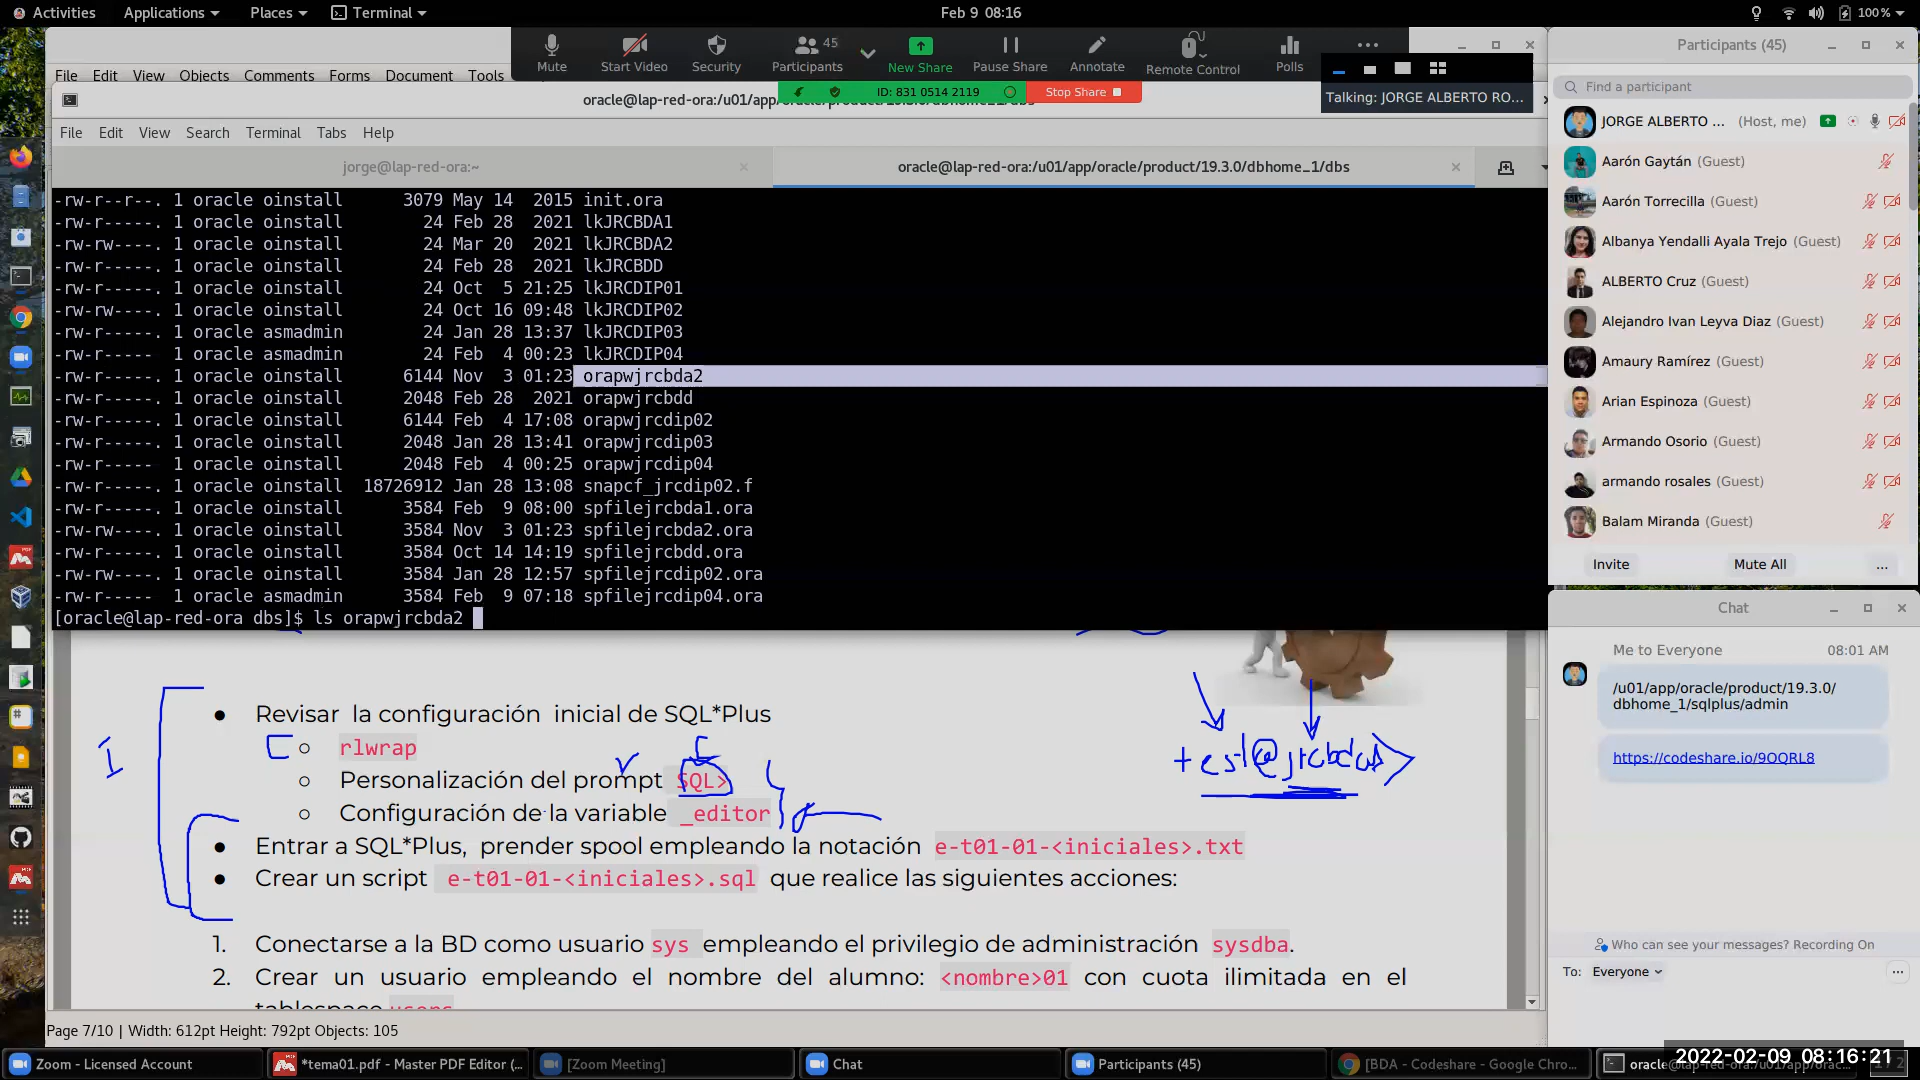 Activities
Applications
Places
Terminal
Feb 9 08:16
100%
File Edit View Objects Comments Forms Document Tools
Mute
Start Video
Security
Participants
45
New Share
Pause Share
Annotate
Remote Control
Polls
ID: 831 0514 2119
Stop Share
Talking: JORGE ALBERTO RO...
File Edit View Search Terminal Tabs Help
jorge@lap-red-ora:~
oracle@lap-red-ora:/u01/app/oracle/product/19.3.0/dbhome_1/dbs
-rw-r--r--. 1 oracle oinstall 3079 May 14 2015 init.ora
-rw-r-----. 1 oracle oinstall 24 Feb 28 2021 lkJRCBDA1
-rw-rw----. 1 oracle oinstall 24 Mar 20 2021 lkJRCBDA2
-rw-r-----. 1 oracle oinstall 24 Feb 28 2021 lkJRCBDD
-rw-r-----. 1 oracle oinstall 24 Oct 5 21:25 lkJRCDIP01
-rw-rw----. 1 oracle oinstall 24 Oct 16 09:48 lkJRCDIP02
-rw-r-----. 1 oracle asmadmin 24 Jan 28 13:37 lkJRCDIP03
-rw-r----- 1 oracle asmadmin 24 Feb 4 00:23 lkJRCDIP04
-rw-r-----. 1 oracle oinstall 6144 Nov 3 01:23 orapwjrcbda2
-rw-r-----. 1 oracle oinstall 2048 Feb 28 2021 orapwjrcbdd
-rw-r-----. 1 oracle oinstall 6144 Feb 4 17:08 orapwjrcdip02
-rw-r-----. 1 oracle oinstall 2048 Jan 28 13:41 orapwjrcdip03
-rw-r----- 1 oracle oinstall 2048 Feb 4 00:25 orapwjrcdip04
-rw-r-----. 1 oracle oinstall 18726912 Jan 28 13:08 snapcf_jrcdip02.f
-rw-r-----. 1 oracle oinstall 3584 Feb 9 08:00 spfilejrcbda1.ora
-rw-rw----. 1 oracle oinstall 3584 Nov 3 01:23 spfilejrcbda2.ora
-rw-r-----. 1 oracle oinstall 3584 Oct 14 14:19 spfilejrcbdd.ora
-rw-rw----. 1 oracle oinstall 3584 Jan 28 12:57 spfilejrcdip02.ora
-rw-r----- 1 oracle asmadmin 3584 Feb 9 07:18 spfilejrcdip04.ora
[oracle@lap-red-ora dbs]$ ls orapwjrcbda2
I
● Revisar la configuración inicial de SQL*Plus
○ rlwrap
○ Personalización del prompt SQL>
○ Configuración de la variable _editor
● Entrar a SQL*Plus, prender spool empleando la notación e-t01-01-<iniciales>.txt
● Crear un script e-t01-01-<iniciales>.sql que realice las siguientes acciones:
1. Conectarse a la BD como usuario sys empleando el privilegio de administración sysdba.
2. Crear un usuario empleando el nombre del alumno: <nombre>01 con cuota ilimitada en el
tablespace users
Page 7/10 | Width: 612pt Height: 792pt Objects: 105
Participants (45)
Find a participant
JORGE ALBERTO ... (Host, me)
Aarón Gaytán (Guest)
Aarón Torrecilla (Guest)
Albanya Yendalli Ayala Trejo (Guest)
ALBERTO Cruz (Guest)
Alejandro Ivan Leyva Diaz (Guest)
Amaury Ramírez (Guest)
Arian Espinoza (Guest)
Armando Osorio (Guest)
armando rosales (Guest)
Balam Miranda (Guest)
Invite
Mute All
...
Chat
Me to Everyone 08:01 AM
/u01/app/oracle/product/19.3.0/
dbhome_1/sqlplus/admin
https://codeshare.io/9OQRL8
Who can see your messages? Recording On
To: Everyone
Zoom - Licensed Account
*tema01.pdf - Master PDF Editor (...
[Zoom Meeting]
Chat
Participants (45)
[BDA - Codeshare - Google Chro...
2022-02-09 08:16:21